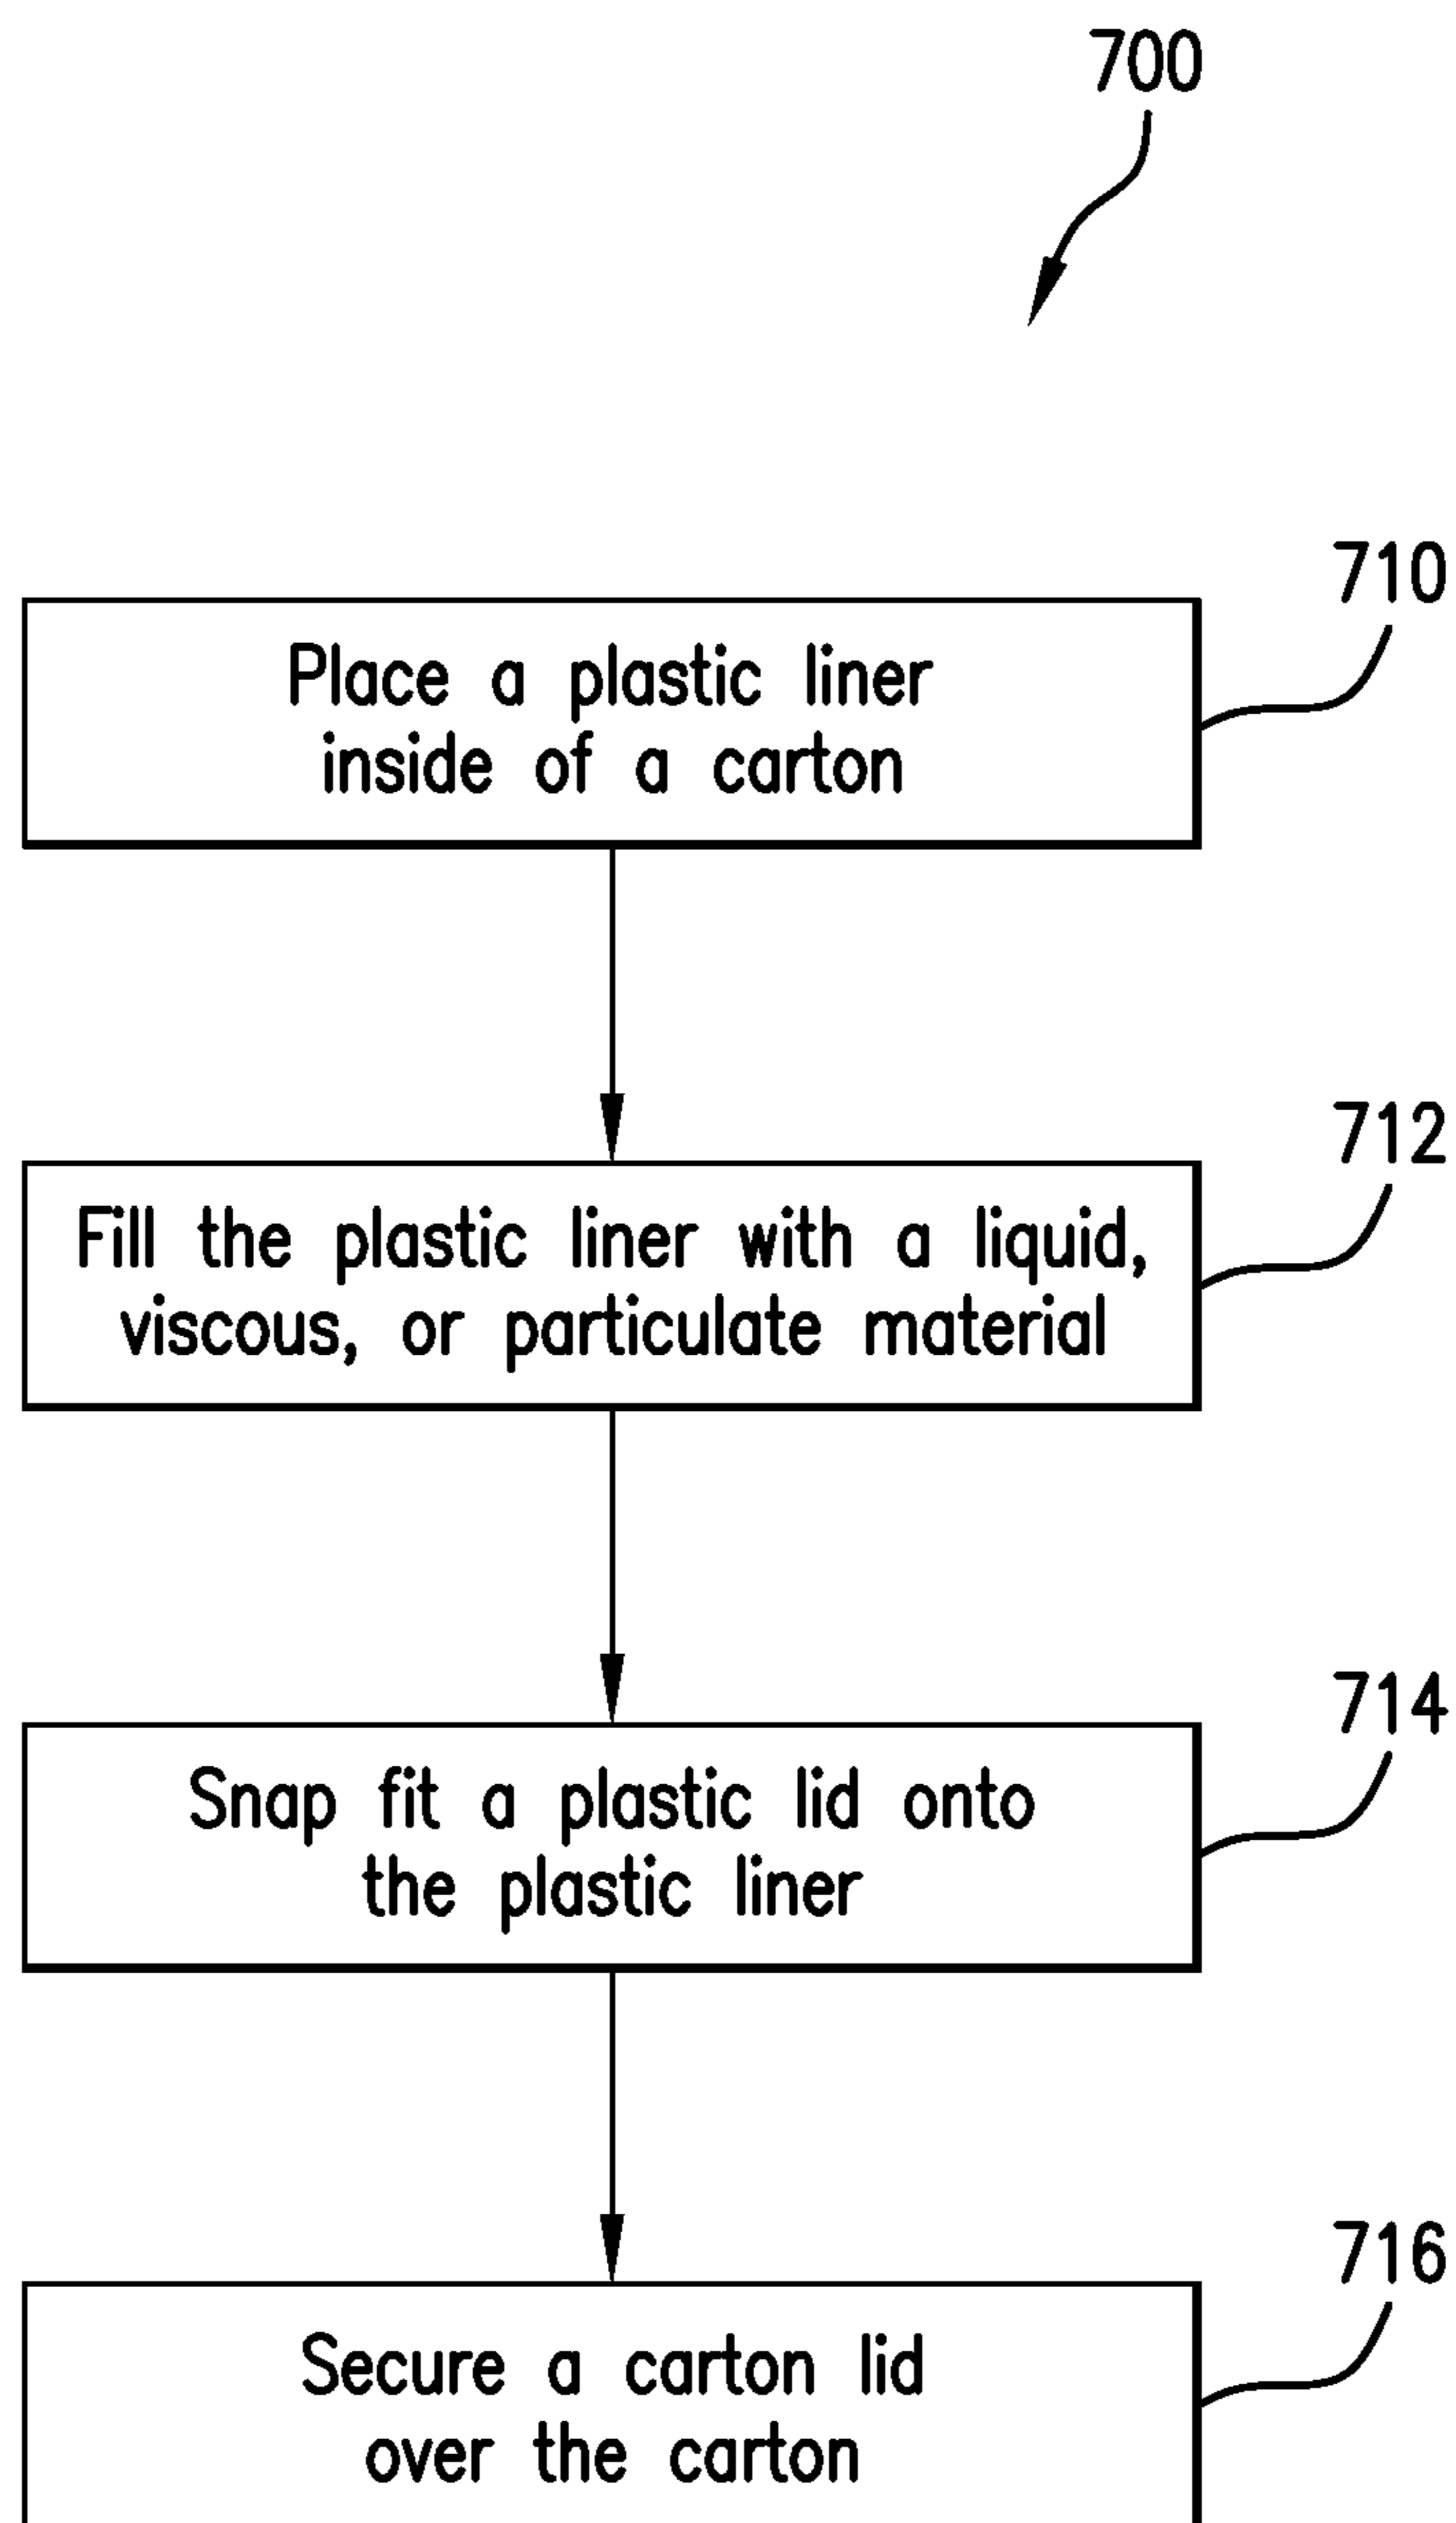 700
710
Place a plastic liner
inside of a carton
712
Fill the plastic liner with a liquid,
viscous, or particulate material
714
Snap fit a plastic lid onto
the plastic liner
716
Secure a carton lid
over the carton